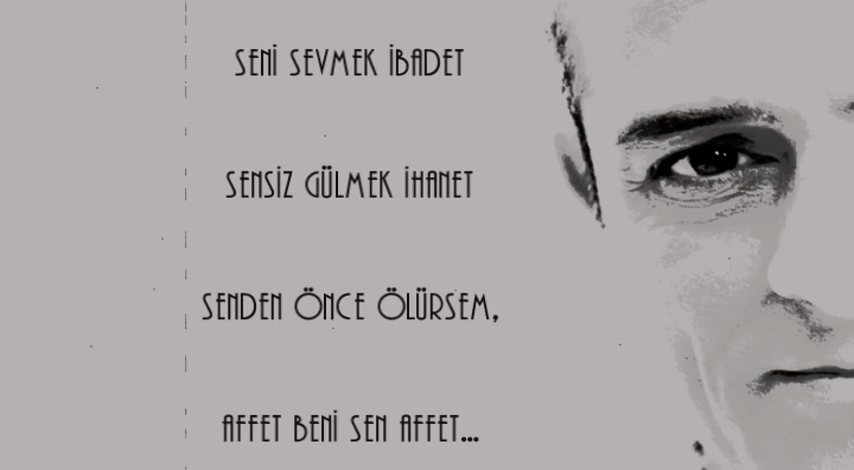 SENİ SEVMEK İBADET
SENSİZ GÜLMEK İHANET
SENDEN ÖNCE ÖLÜRSEM,
AFFET BENİ SEN AFFET...